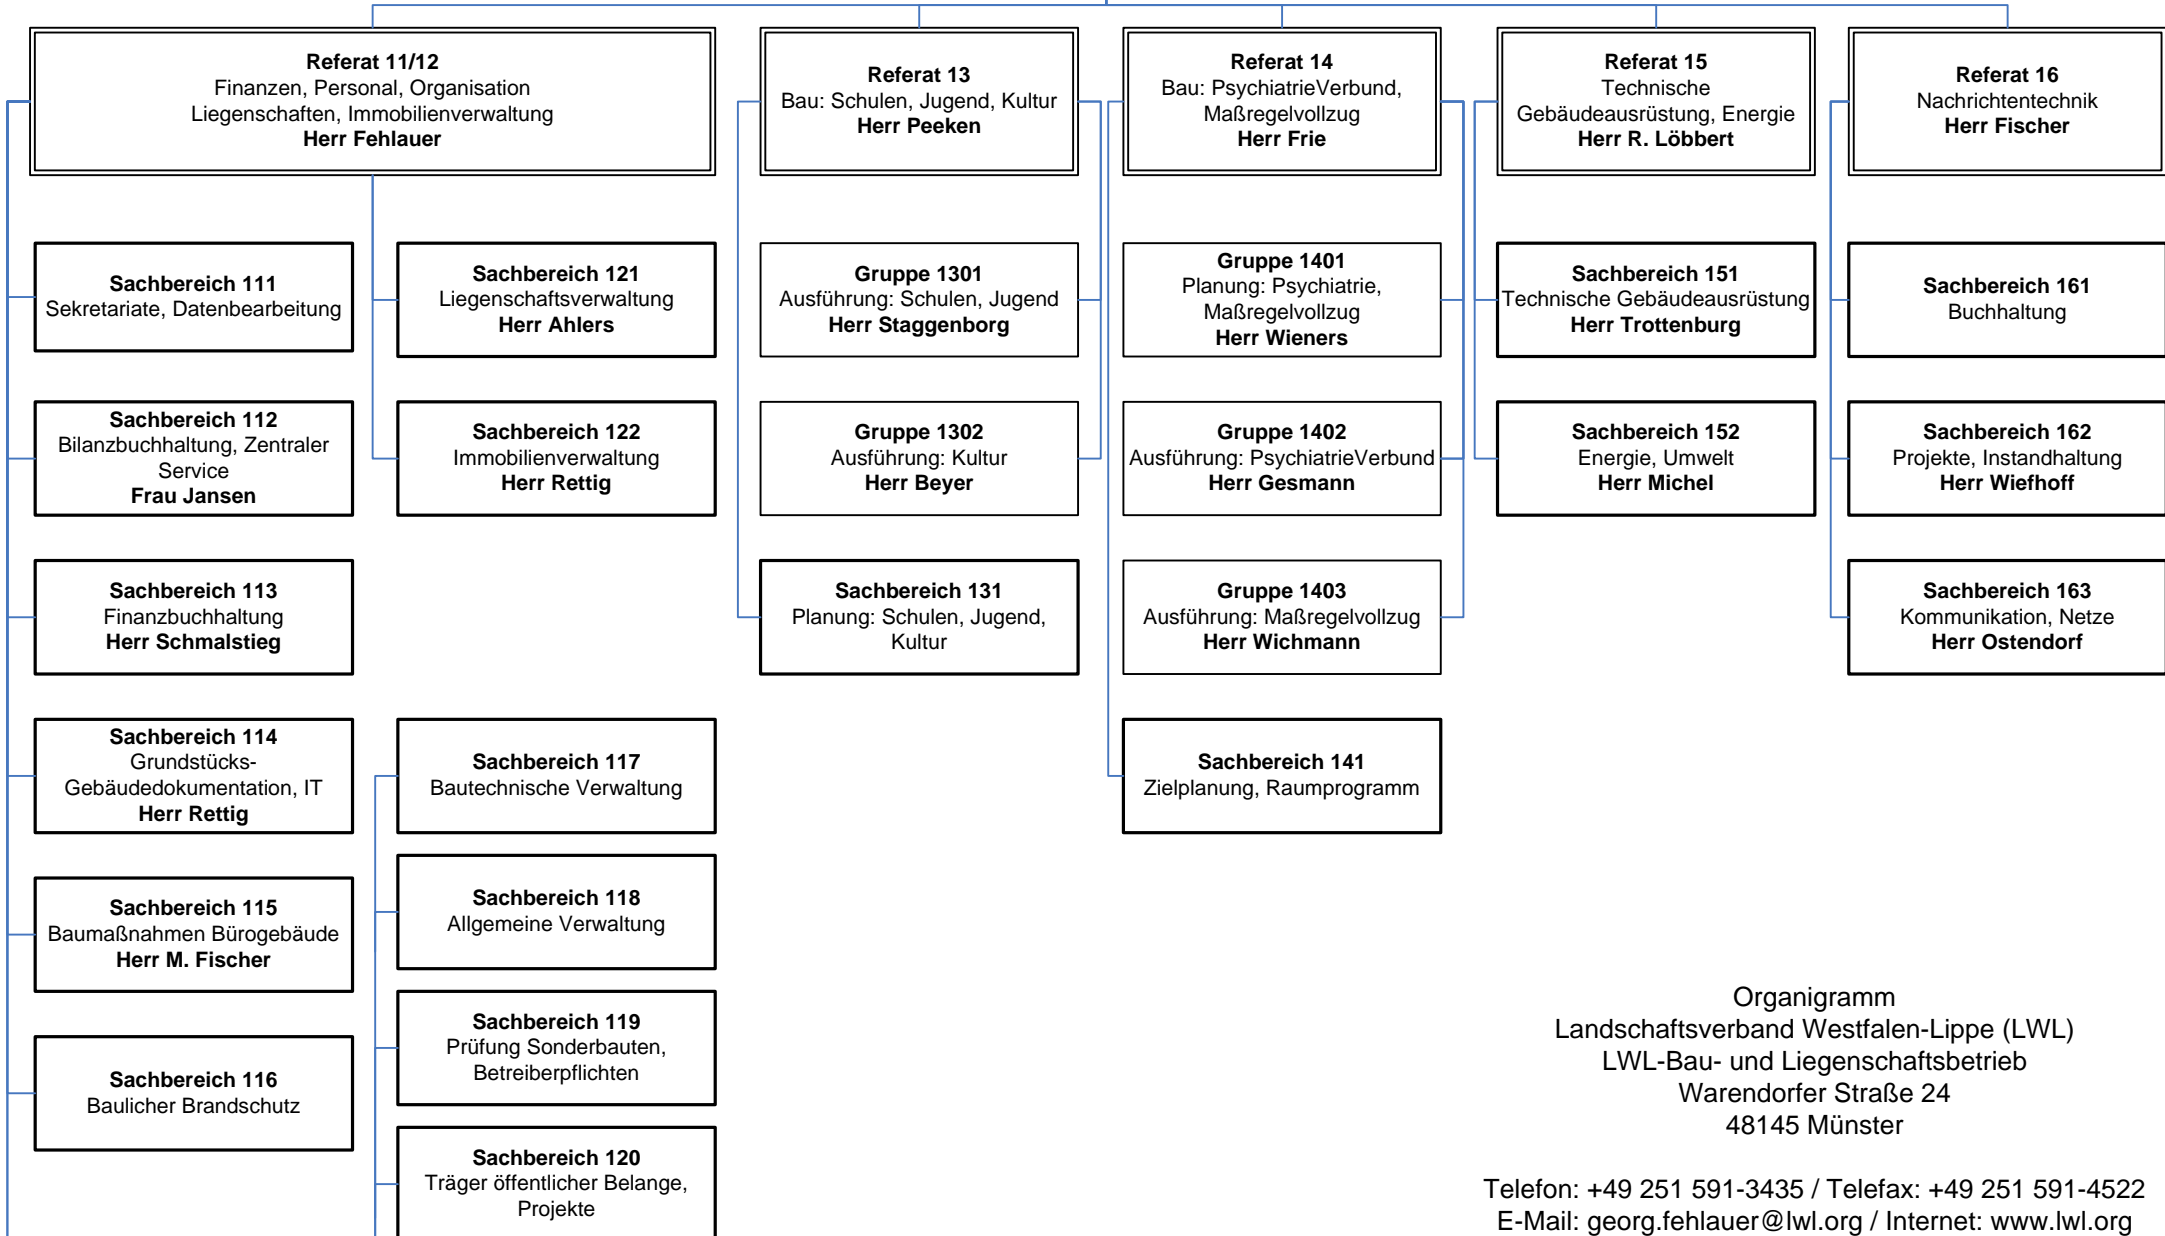 Referat 11/12
Finanzen, Personal, Organisation
Liegenschaften, Immobilienverwaltung
Herr Fehlauer
Referat 13
Bau: Schulen, Jugend, Kultur
Herr Peeken
Referat 14
Bau: PsychiatrieVerbund,
Maßregelvollzug
Herr Frie
Referat 15
Technische
Gebäudeausrüstung, Energie
Herr R. Löbbert
Referat 16
Nachrichtentechnik
Herr Fischer
Sachbereich 111
Sekretariate, Datenbearbeitung
Sachbereich 121
Liegenschaftsverwaltung
Herr Ahlers
Gruppe 1301
Ausführung: Schulen, Jugend
Herr Staggenborg
Gruppe 1401
Planung: Psychiatrie,
Maßregelvollzug
Herr Wieners
Sachbereich 151
Technische Gebäudeausrüstung
Herr Trottenburg
Sachbereich 161
Buchhaltung
Sachbereich 112
Bilanzbuchhaltung, Zentraler
Service
Frau Jansen
Sachbereich 122
Immobilienverwaltung
Herr Rettig
Gruppe 1302
Ausführung: Kultur
Herr Beyer
Gruppe 1402
Ausführung: PsychiatrieVerbund
Herr Gesmann
Sachbereich 152
Energie, Umwelt
Herr Michel
Sachbereich 162
Projekte, Instandhaltung
Herr Wiefhoff
Sachbereich 113
Finanzbuchhaltung
Herr Schmalstieg
Sachbereich 131
Planung: Schulen, Jugend,
Kultur
Gruppe 1403
Ausführung: Maßregelvollzug
Herr Wichmann
Sachbereich 163
Kommunikation, Netze
Herr Ostendorf
Sachbereich 114
Grundstücks-
Gebäudedokumentation, IT
Herr Rettig
Sachbereich 117
Bautechnische Verwaltung
Sachbereich 141
Zielplanung, Raumprogramm
Sachbereich 115
Baumaßnahmen Bürogebäude
Herr M. Fischer
Sachbereich 118
Allgemeine Verwaltung
Sachbereich 116
Baulicher Brandschutz
Sachbereich 119
Prüfung Sonderbauten,
Betreiberpflichten
Sachbereich 120
Träger öffentlicher Belange,
Projekte
Organigramm
Landschaftsverband Westfalen-Lippe (LWL)
LWL-Bau- und Liegenschaftsbetrieb
Warendorfer Straße 24
48145 Münster
Telefon: +49 251 591-3435 / Telefax: +49 251 591-4522
E-Mail: georg.fehlauer@lwl.org / Internet: www.lwl.org